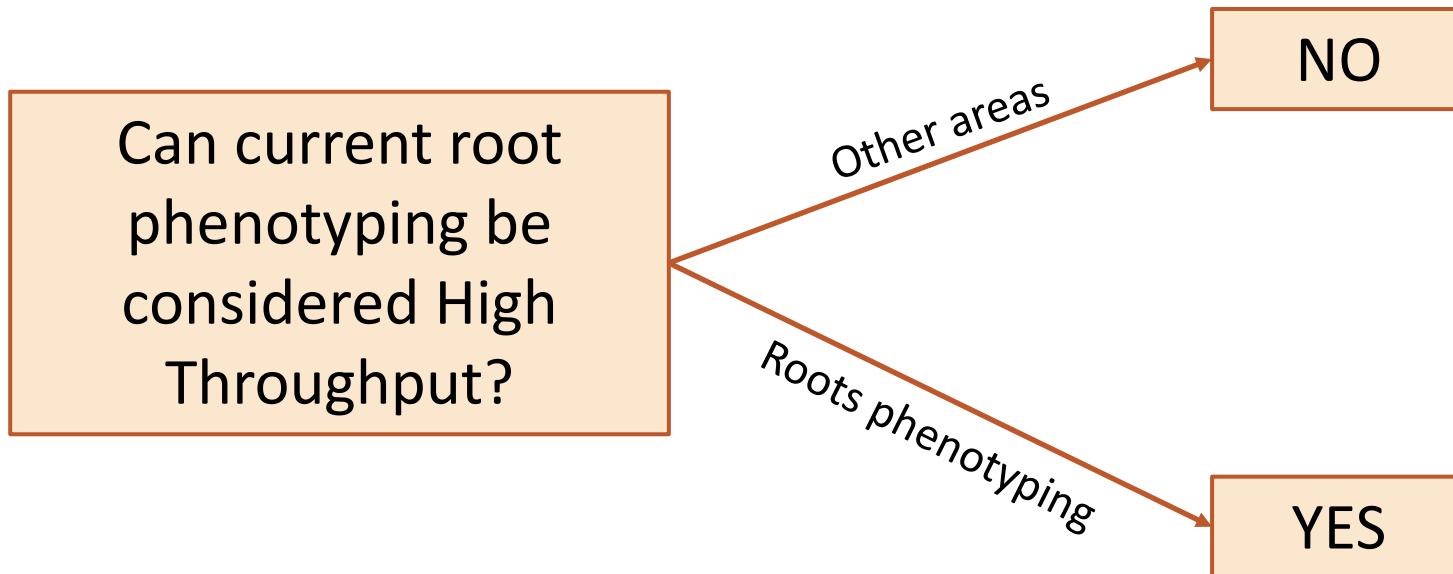 Can current root
phenotyping be
considered High
Throughput?
Other areas
NO
Roots phenotyping
YES